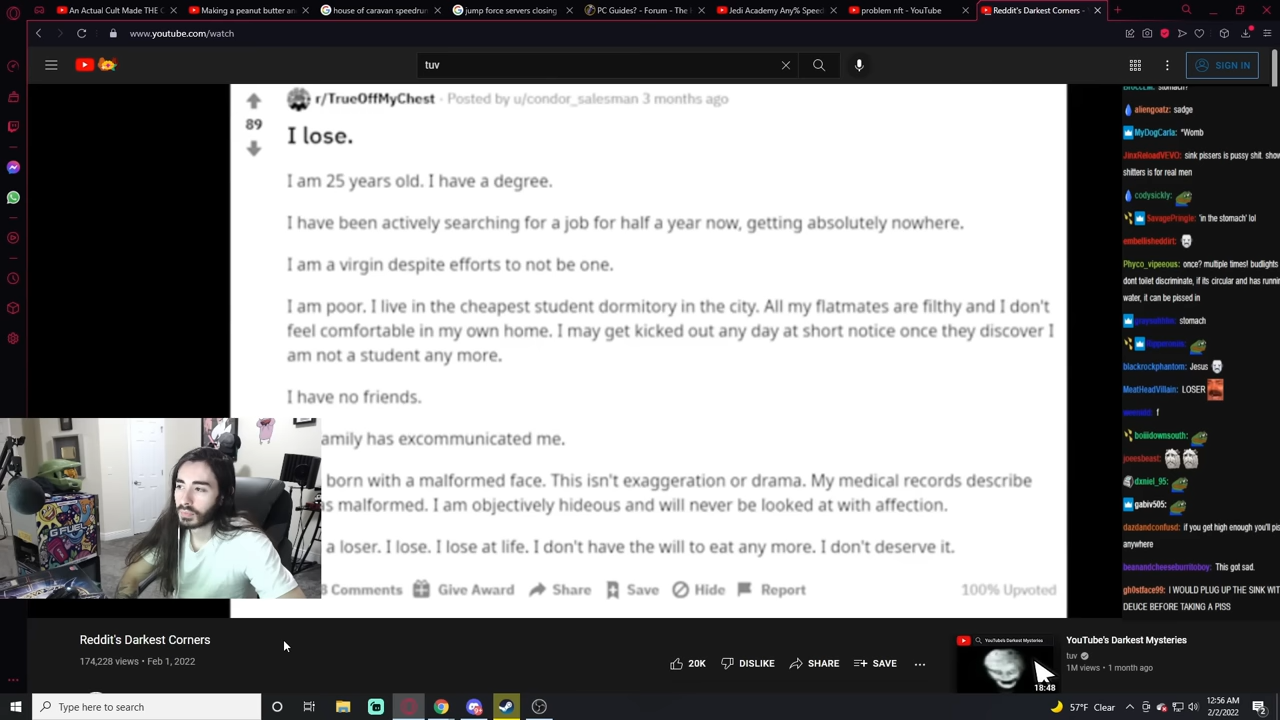 An Actual Cult Made THE C
Making a peanut butter an
house of caravan speedrun
jump force servers closing
PC Guides? - Forum - The H
Jedi Academy Any% Speed
problem nft - YouTube
Reddit's Darkest Corners -
www.youtube.com/watch
tuv
SIGN IN
r/TrueOffMyChest · Posted by u/condor_salesman 3 months ago
89
I lose.
I am 25 years old. I have a degree.
I have been actively searching for a job for half a year now, getting absolutely nowhere.
I am a virgin despite efforts to not be one.
I am poor. I live in the cheapest student dormitory in the city. All my flatmates are filthy and I don't
feel comfortable in my own home. I may get kicked out any day at short notice once they discover I
am not a student any more.
I have no friends.
amily has excommunicated me.
born with a malformed face. This isn't exaggeration or drama. My medical records describe
s malformed. I am objectively hideous and will never be looked at with affection.
a loser. I lose. I lose at life. I don't have the will to eat any more. I don't deserve it.
Comments Give Award Share Save Hide Report 100% Upvoted
stomach?
aliengoatz: sadge
MyDogCarla: *Womb
JinxReloadVEVO: sink pissers is pussy shit. show
shitters is for real men
codysickly:
SavagePringle: 'in the stomach' lol
embellisheddirt:
Phyco_vipeeous: once? multiple times! budlights
dont toilet discriminate, if its circular and has runnin
water, it can be pissed in
stomach
blackrockphantom: Jesus
MeatHeadVillain: LOSER
f
boiiidownsouth:
joeesbeast:
dxniel_95:
gabiv505:
dazdandconfusd: if you get high enough you'll pis
anywhere
beanandcheeseburritoboy: This got sad.
gh0stface99: I WOULD PLUG UP THE SINK WIT
DEUCE BEFORE TAKING A PISS
G FUEL
Reddit's Darkest Corners
174,228 views • Feb 1, 2022
20K
DISLIKE
SHARE
SAVE
YouTube's Darkest Mysteries
18:48
YouTube's Darkest Mysteries
tuv
1M views • 1 month ago
Type here to search
57°F Clear
12:56 AM
2/2/2022